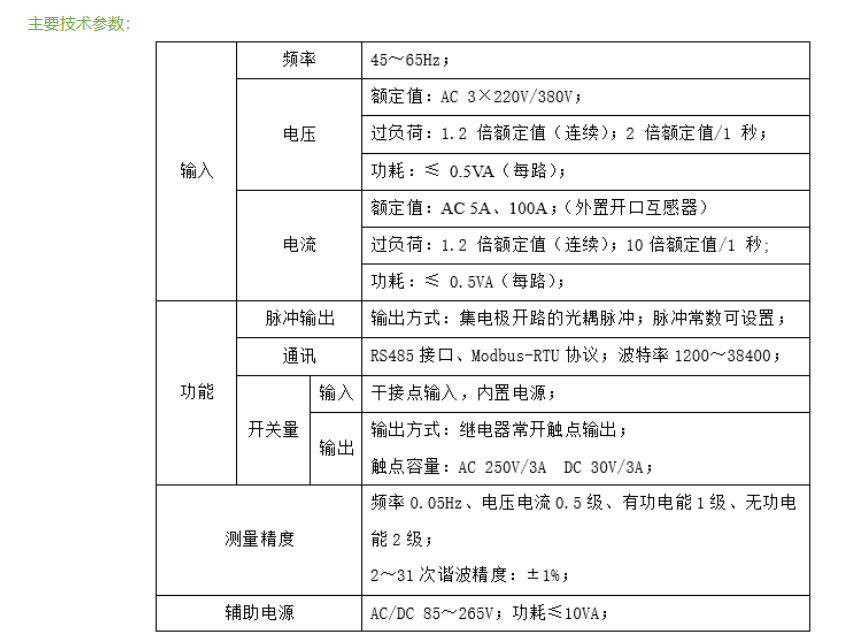 主要技术参数:
输入
频率
45～65Hz；
电压
额定值：AC 3×220V/380V；
过负荷：1.2 倍额定值（连续）；2 倍额定值/1 秒；
功耗：≤ 0.5VA（每路）；
电流
额定值：AC 5A、100A；（外置开口互感器）
过负荷：1.2 倍额定值（连续）；10 倍额定值/1 秒;
功耗：≤ 0.5VA（每路）；
功能
脉冲输出
输出方式：集电极开路的光耦脉冲；脉冲常数可设置；
通讯
RS485 接口、Modbus-RTU 协议；波特率 1200～38400；
开关量
输入
干接点输入，内置电源；
输出
输出方式：继电器常开触点输出；
触点容量：AC 250V/3A DC 30V/3A；
测量精度
频率 0.05Hz、电压电流 0.5 级、有功电能 1 级、无功电
能 2 级；
2～31 次谐波精度：±1%；
辅助电源
AC/DC 85～265V；功耗≤10VA；